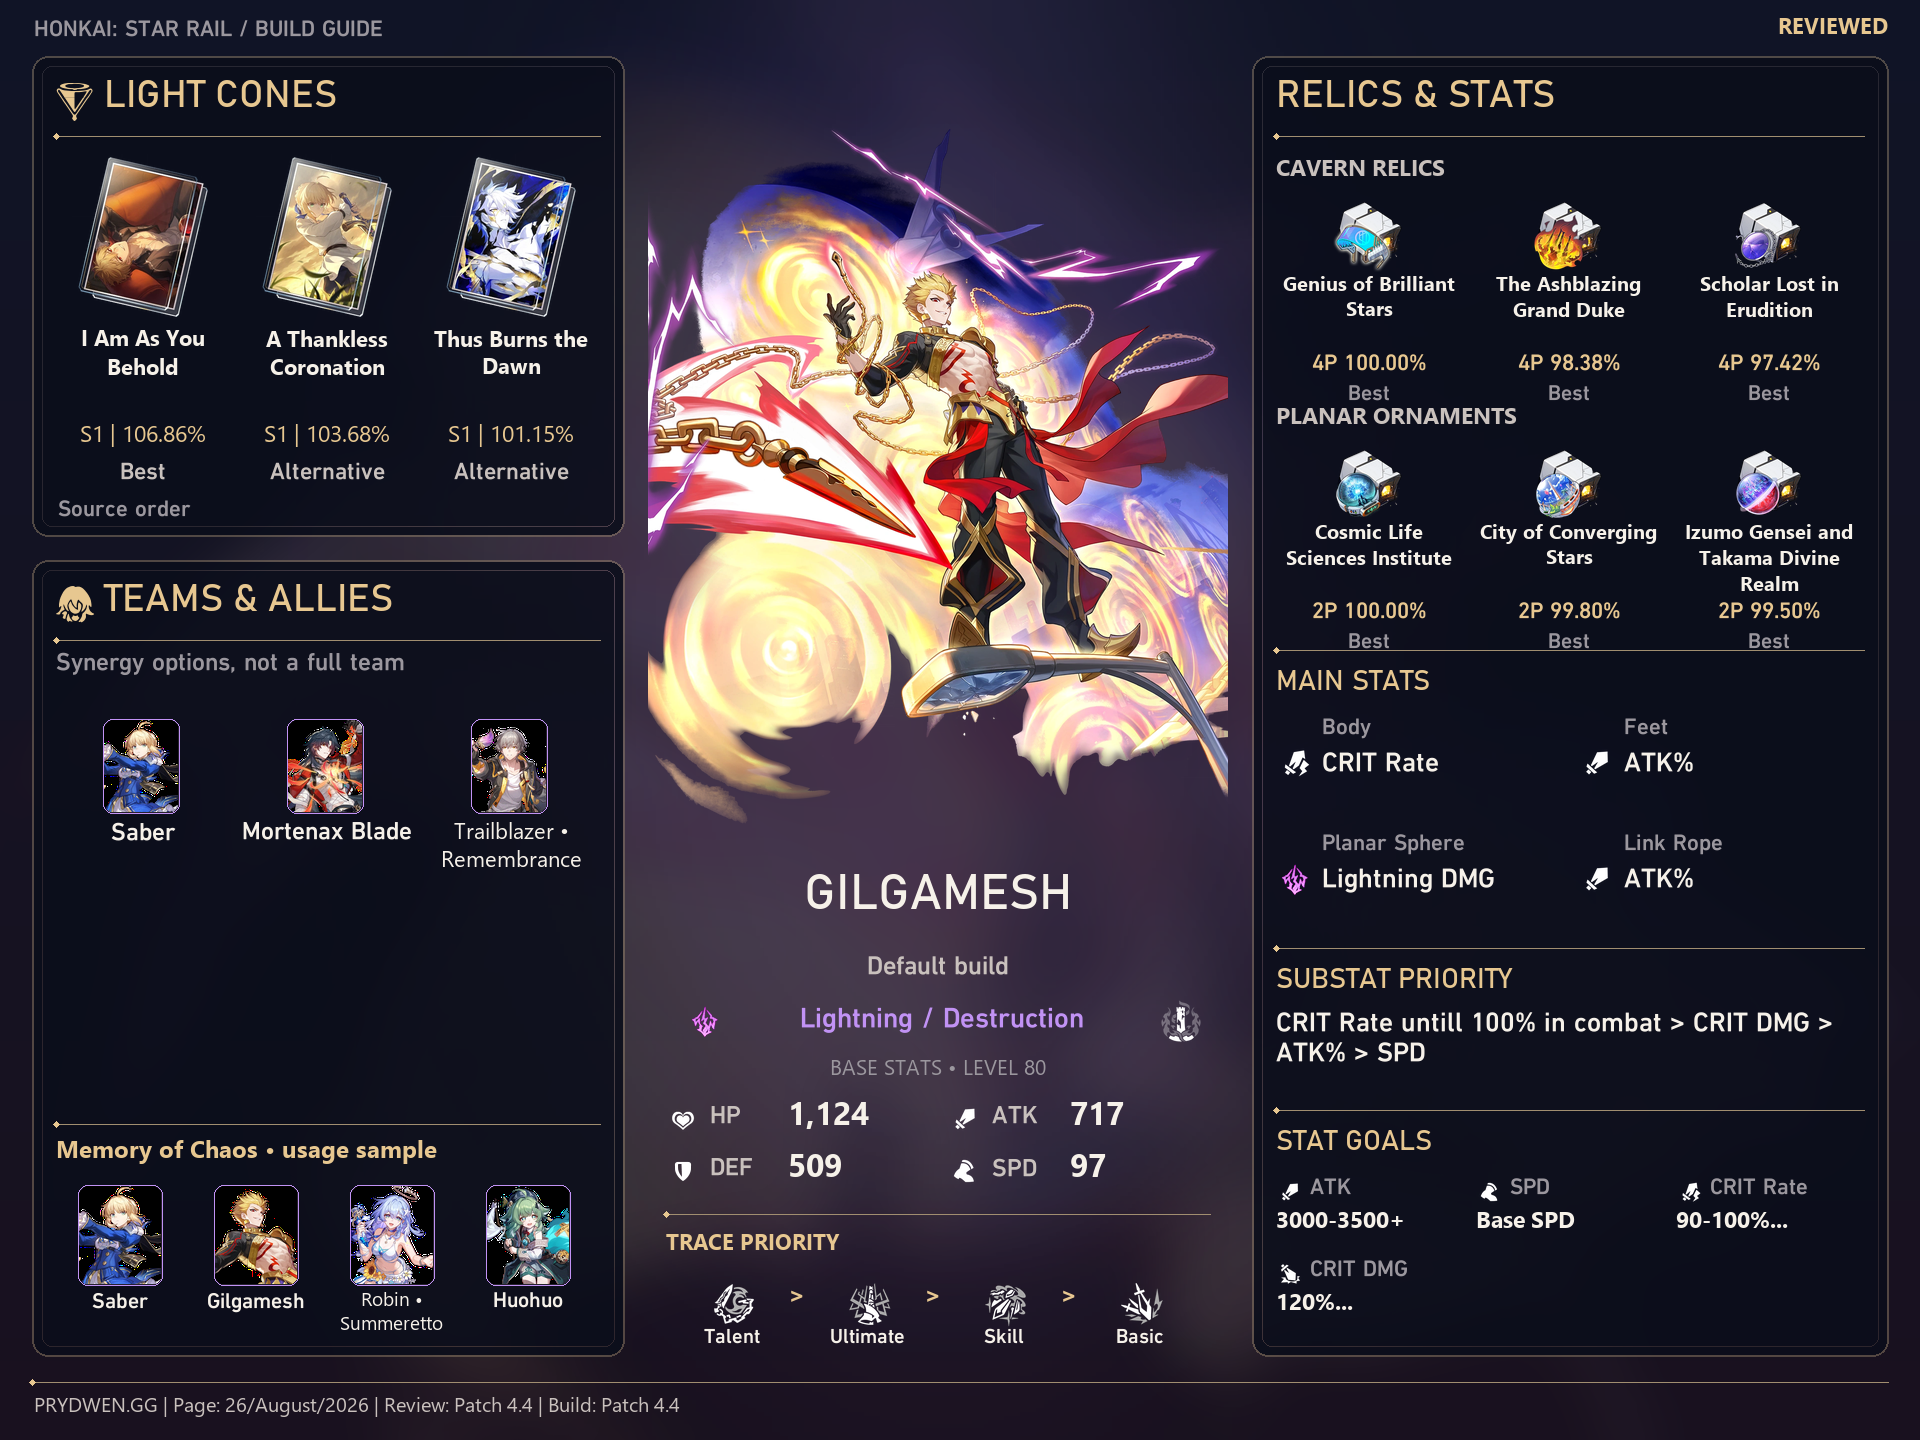 HONKAI: STAR RAIL / BUILD GUIDE
REVIEWED
LIGHT CONES
I Am As You
Behold
S1 | 106.86%
Best
A Thankless
Coronation
S1 | 103.68%
Alternative
Thus Burns the
Dawn
S1 | 101.15%
Alternative
Source order
TEAMS & ALLIES
Synergy options, not a full team
Saber
Mortenax Blade
Trailblazer •
Remembrance
Memory of Chaos • usage sample
Saber
Gilgamesh
Robin •
Summeretto
Huohuo
GILGAMESH
Default build
Lightning / Destruction
BASE STATS • LEVEL 80
HP 1,124
ATK 717
DEF 509
SPD 97
TRACE PRIORITY
Talent > Ultimate > Skill > Basic
RELICS & STATS
CAVERN RELICS
Genius of Brilliant
Stars
4P 100.00%
Best
The Ashblazing
Grand Duke
4P 98.38%
Best
Scholar Lost in
Erudition
4P 97.42%
Best
PLANAR ORNAMENTS
Cosmic Life
Sciences Institute
2P 100.00%
Best
City of Converging
Stars
2P 99.80%
Best
Izumo Gensei and
Takama Divine
Realm
2P 99.50%
Best
MAIN STATS
Body
CRIT Rate
Feet
ATK%
Planar Sphere
Lightning DMG
Link Rope
ATK%
SUBSTAT PRIORITY
CRIT Rate untill 100% in combat > CRIT DMG >
ATK% > SPD
STAT GOALS
ATK
3000-3500+
SPD
Base SPD
CRIT Rate
90-100%...
CRIT DMG
120%...
PRYDWEN.GG | Page: 26/August/2026 | Review: Patch 4.4 | Build: Patch 4.4